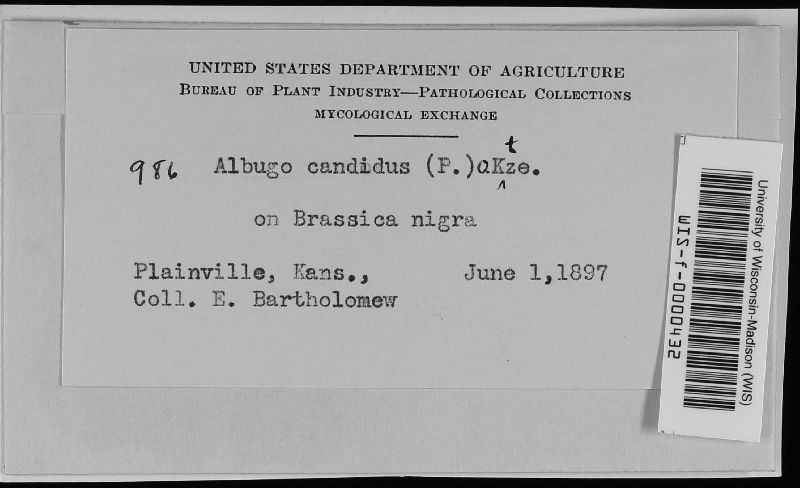 UNITED STATES DEPARTMENT OF AGRICULTURE
BUREAU OF PLANT INDUSTRY—PATHOLOGICAL COLLECTIONS
MYCOLOGICAL EXCHANGE
986 Albugo candidus (P.) Ktze.
on Brassica nigra
Plainville, Kans., June 1,1897
Coll. E. Bartholomew
University of Wisconsin-Madison (WIS)
WIS-f-0000432